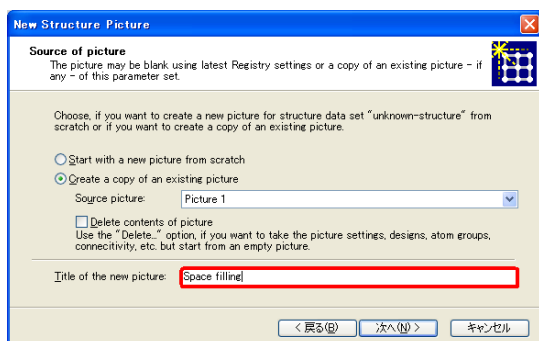 New Structure Picture
Source of picture
The picture may be blank using latest Registry settings or a copy of an existing picture - if
any - of this parameter set.
Choose, if you want to create a new picture for structure data set "unknown-structure" from
scratch or if you want to create a copy of an existing picture.
Start with a new picture from scratch
Create a copy of an existing picture
Source picture: Picture 1
Delete contents of picture
Use the "Delete..." option, if you want to take the picture settings, designs, atom groups,
connecitivity, etc. but start from an empty picture.
Title of the new picture: Space filling
< 戻る(B) 次へ(N) > キャンセル